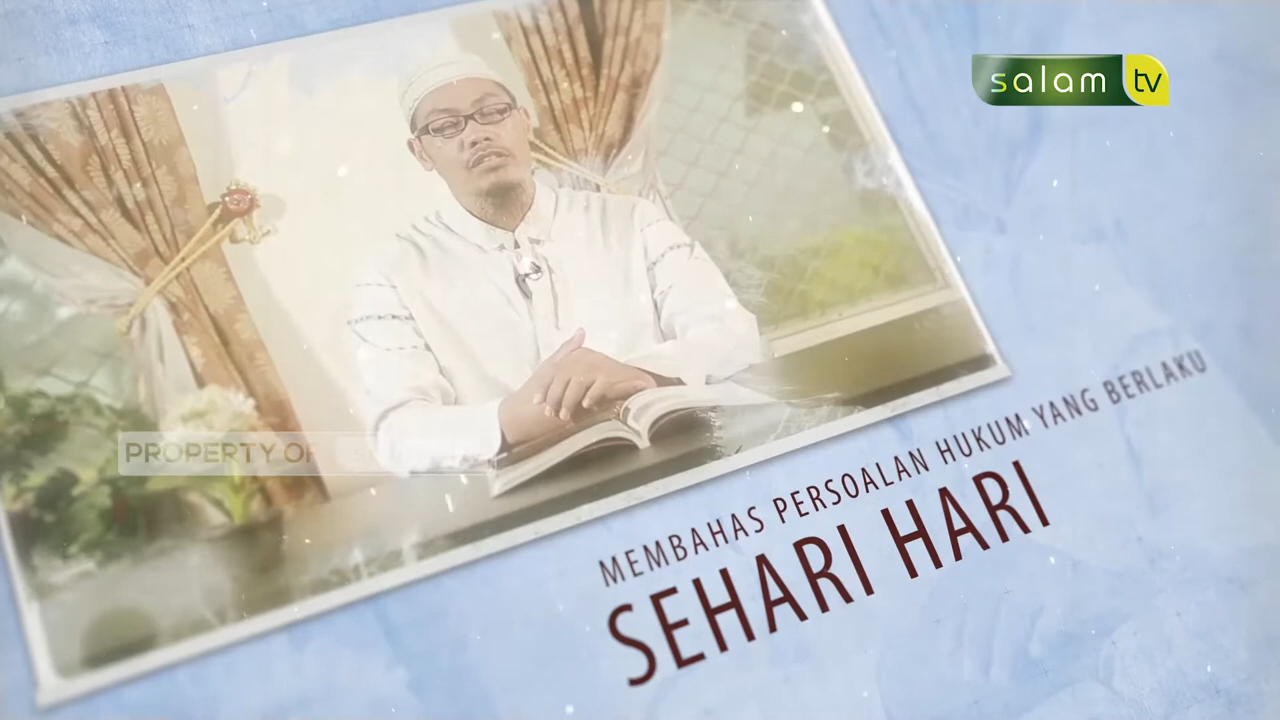 salam tv
PROPERTY OF
MEMBAHAS PERSOALAN HUKUM YANG BERLAKU
SEHARI HARI